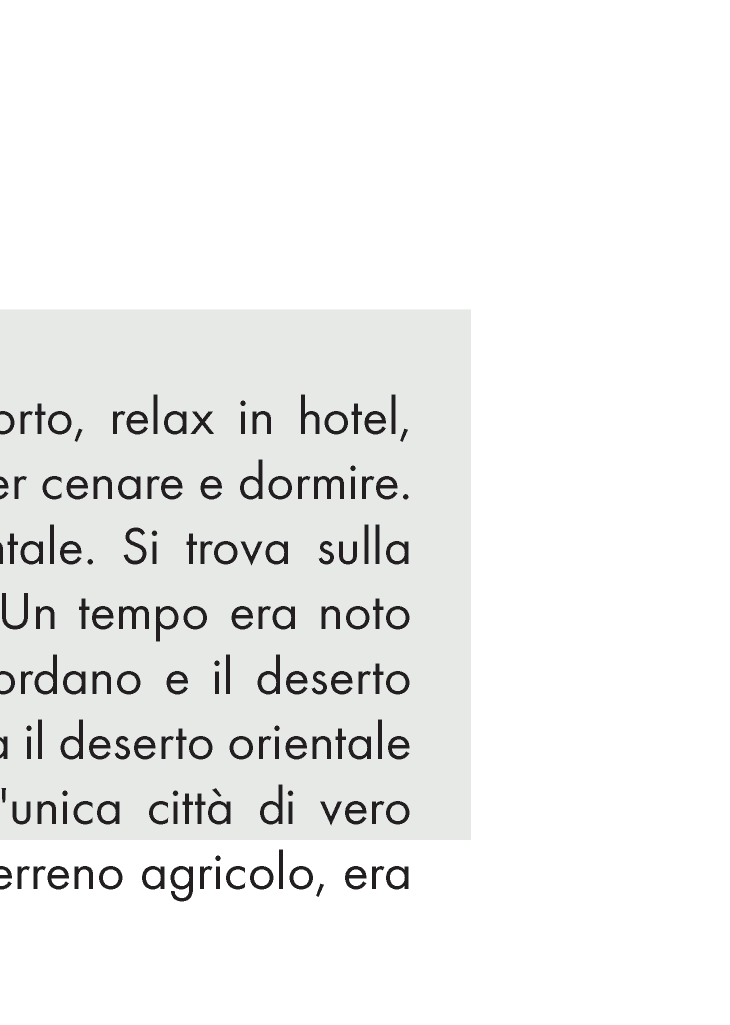 orto, relax in hotel,
er cenare e dormire.
ntale. Si trova sulla
Un tempo era noto
ordano e il deserto
a il deserto orientale
'unica città di vero
erreno agricolo, era